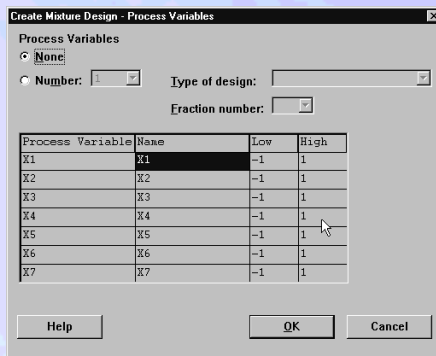 Create Mixture Design - Process Variables
Process Variables
None
Number: 1 Type of design:
Fraction number:
Process Variable Name Low High
X1 X1 -1 1
X2 X2 -1 1
X3 X3 -1 1
X4 X4 -1 1
X5 X5 -1 1
X6 X6 -1 1
X7 X7 -1 1
Help OK Cancel